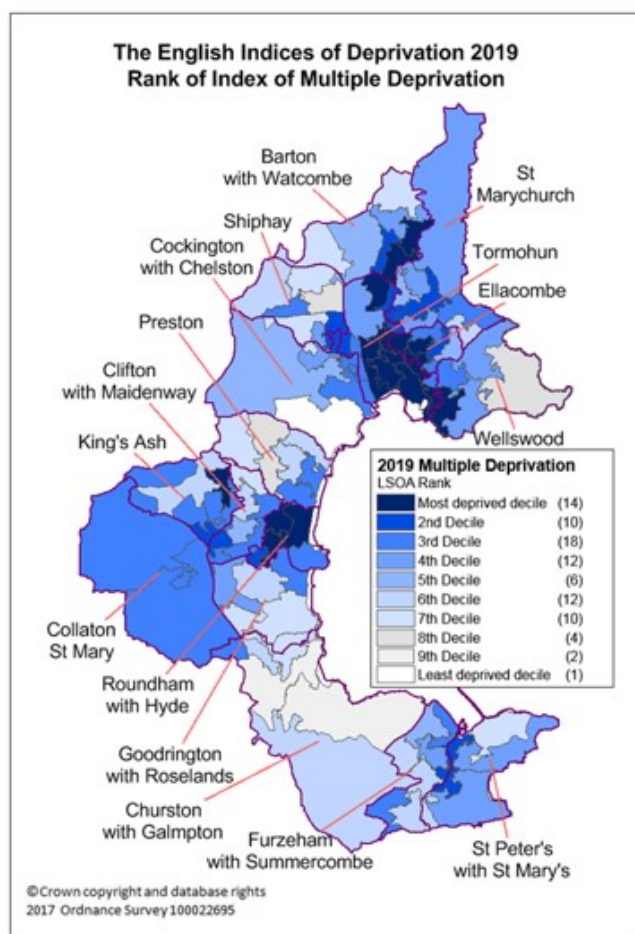 The English Indices of Deprivation 2019
Rank of Index of Multiple Deprivation
Barton
with Watcombe
St
Marychurch
Shiphay
Cockington
with Chelston
Tormohun
Ellacombe
Preston
Clifton
with Maidenway
King's Ash
Wellswood
2019 Multiple Deprivation
LSOA Rank
Most deprived decile (14)
2nd Decile (10)
3rd Decile (18)
4th Decile (12)
5th Decile (6)
6th Decile (12)
7th Decile (10)
8th Decile (4)
9th Decile (2)
Least deprived decile (1)
Collaton
St Mary
Roundham
with Hyde
Goodrington
with Roselands
Churston
with Galmpton
Furzeham
with Summercombe
St Peter's
with St Mary's
©Crown copyright and database rights
2017 Ordnance Survey 100022695